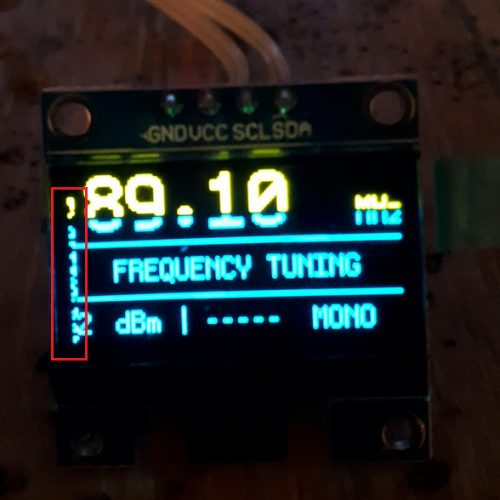 GND VCC SCL SDA
89.10 MHz
FREQUENCY TUNING
dBm | ----- MONO